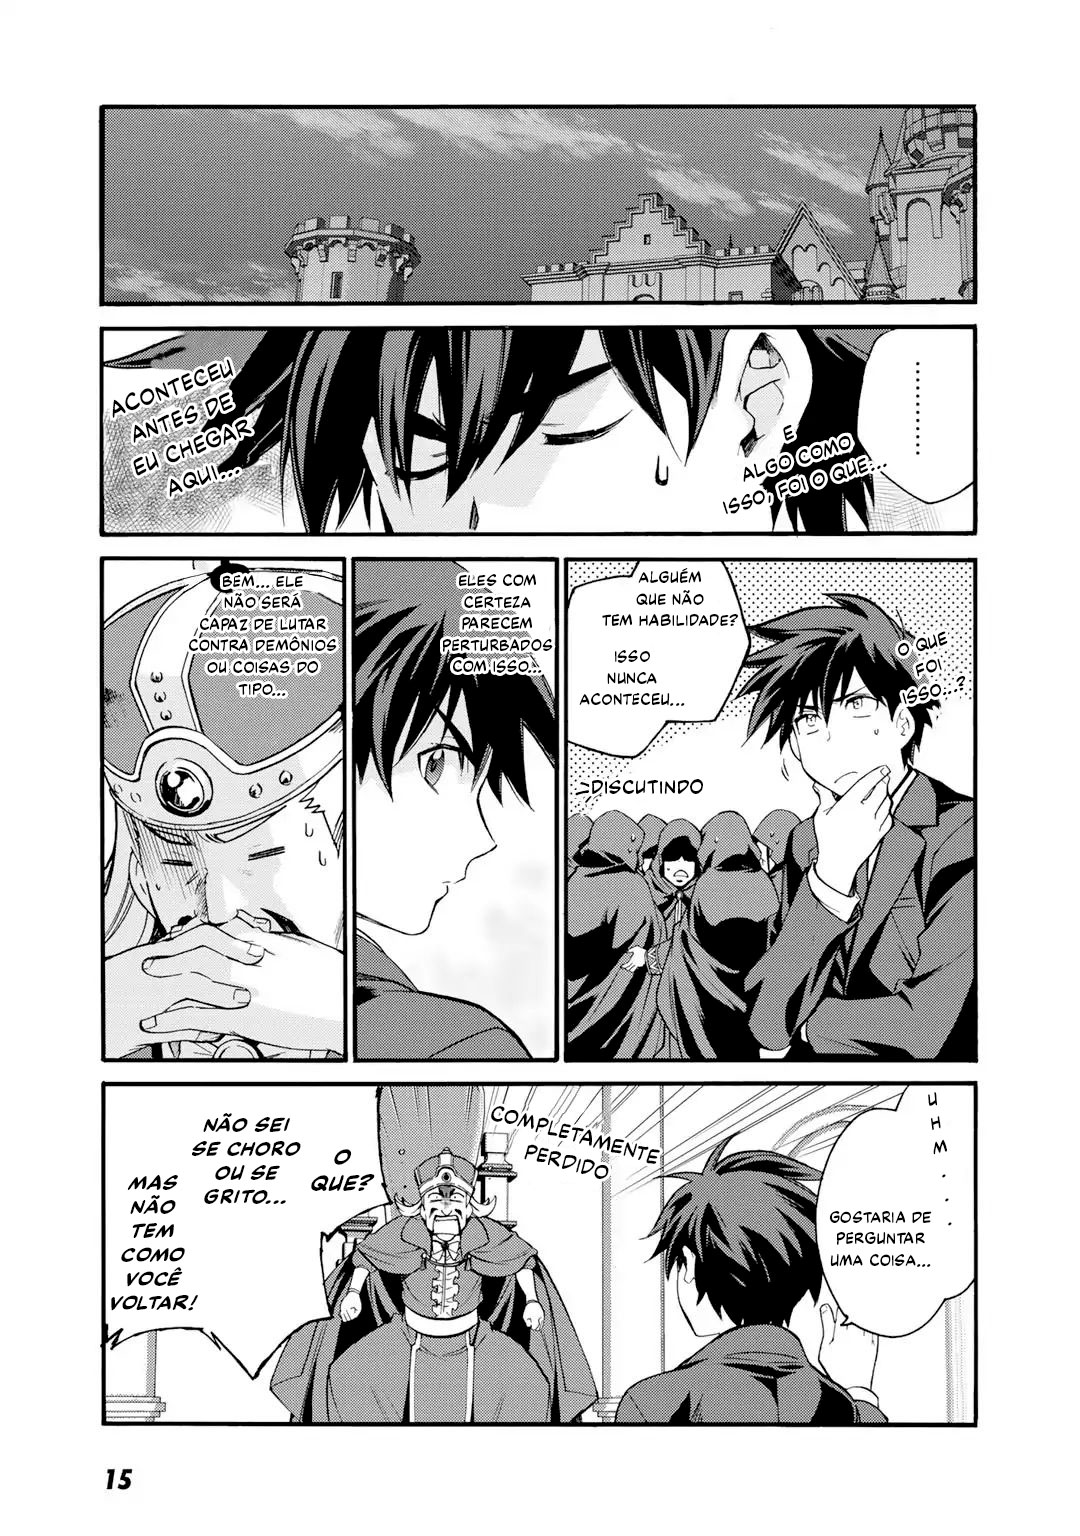 ..........
E
ALGO COMO
ISSO, FOI O QUE...
ACONTECEU
ANTES DE
EU CHEGAR
AQUI...
ALGUÉM
QUE NÃO
TEM HABILIDADE?
ISSO
NUNCA
ACONTECEU...
O QUE
FOI
ISSO...?
DISCUTINDO
ELES COM
CERTEZA
PARECEM
PERTURBADOS
COM ISSO...
BEM... ELE
NÃO SERÁ
CAPAZ DE LUTAR
CONTRA DEMÔNIOS
OU COISAS DO
TIPO...
UHM...
GOSTARIA DE
PERGUNTAR
UMA COISA...
COMPLETAMENTE
PERDIDO
O
QUE?
NÃO SEI
SE CHORO
OU SE
GRITO...
MAS
NÃO
TEM
COMO
VOCÊ
VOLTAR!
15